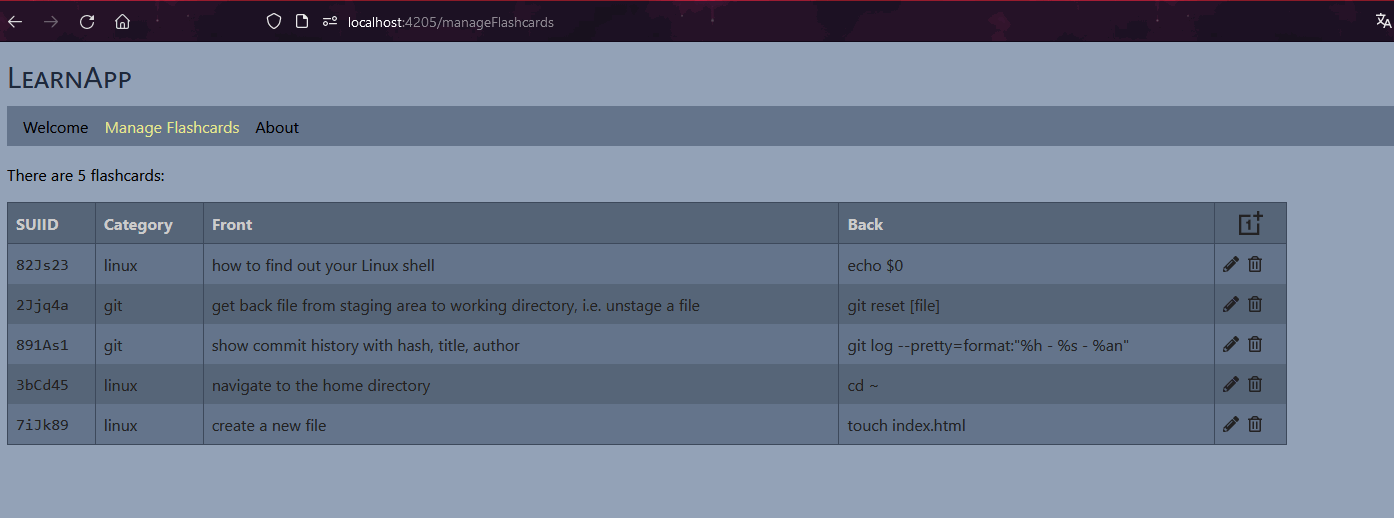 localhost:4205/manageFlashcards
LearnApp
Welcome Manage Flashcards About
There are 5 flashcards:
SUIID Category Front Back 1+
82Js23 linux how to find out your Linux shell echo $0
2Jjq4a git get back file from staging area to working directory, i.e. unstage a file git reset [file]
891As1 git show commit history with hash, title, author git log --pretty=format:"%h - %s - %an"
3bCd45 linux navigate to the home directory cd ~
7iJk89 linux create a new file touch index.html